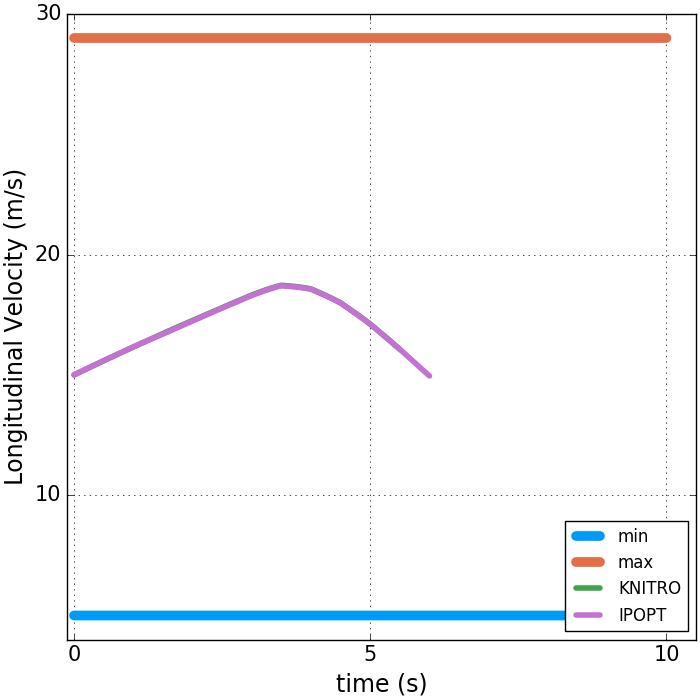 30
20
10
Longitudinal Velocity (m/s)
min
max
KNITRO
IPOPT
0
5
10
time (s)